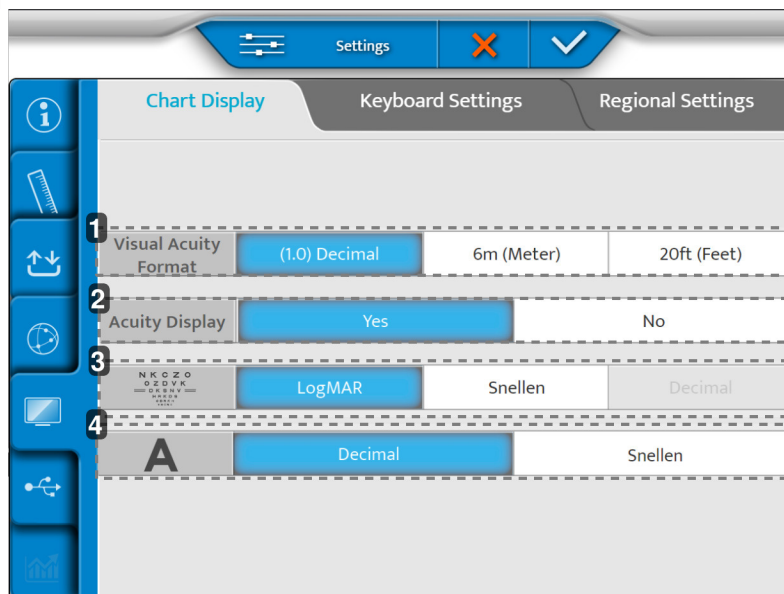 Settings
Chart Display Keyboard Settings Regional Settings
1
Visual Acuity
Format
(1.0) Decimal 6m (Meter) 20ft (Feet)
2
Acuity Display Yes No
3
N K C Z O
O Z D V K
LogMAR Snellen Decimal
4
A Decimal Snellen